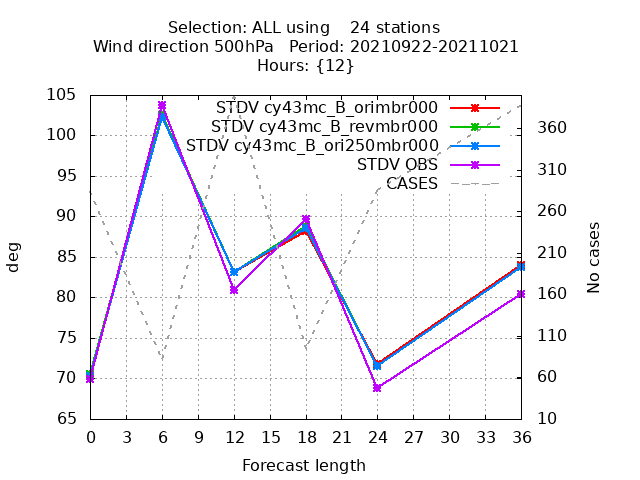 Selection: ALL using 24 stations
Wind direction 500hPa Period: 20210922-20211021
Hours: {12}
STDV cy43mc_B_orimbr000
STDV cy43mc_B_revmbr000
STDV cy43mc_B_ori250mbr000
STDV OBS
CASES
105
100
95
90
85
80
75
70
65
deg
360
310
260
210
160
110
60
10
No cases
0 3 6 9 12 15 18 21 24 27 30 33 36
Forecast length